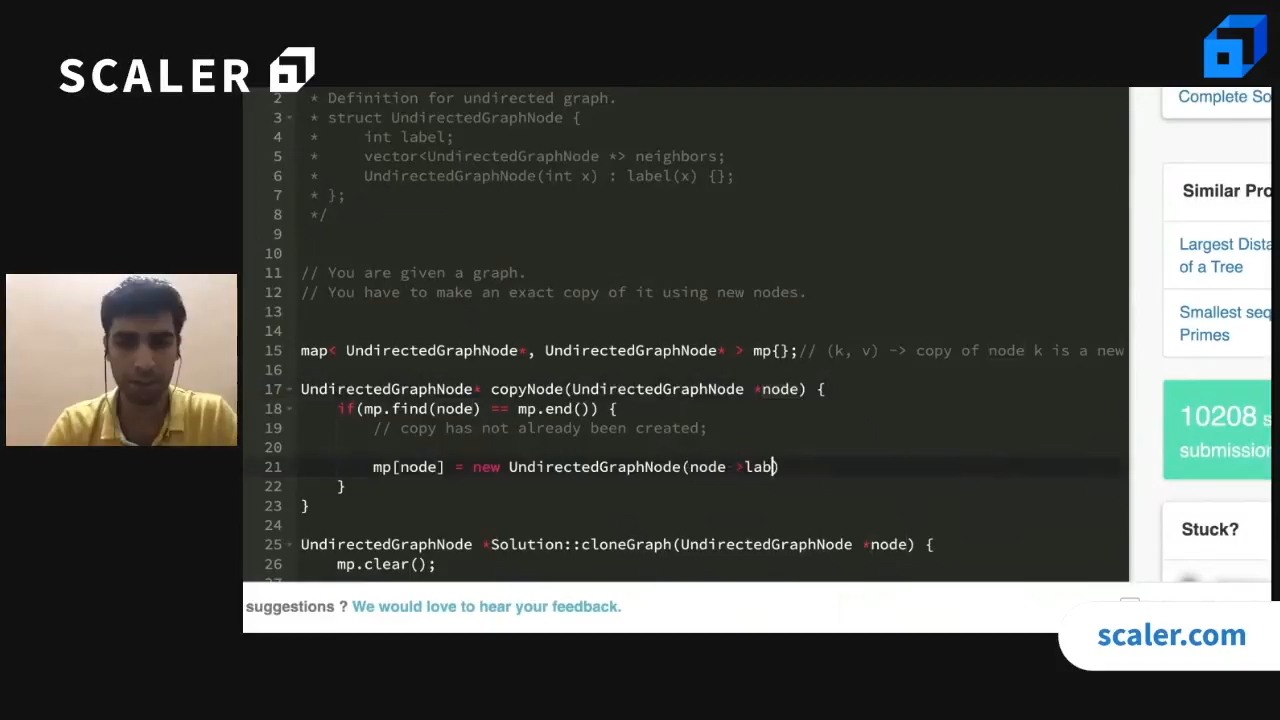 SCALER
2 * Definition for undirected graph.
3 * struct UndirectedGraphNode {
4 * int label;
5 * vector<UndirectedGraphNode *> neighbors;
6 * UndirectedGraphNode(int x) : label(x) {};
7 * };
8 */
9
10
11 // You are given a graph.
12 // You have to make an exact copy of it using new nodes.
13
14
15 map< UndirectedGraphNode*, UndirectedGraphNode* > mp{};// (k, v) -> copy of node k is a new
16
17 UndirectedGraphNode* copyNode(UndirectedGraphNode *node) {
18 if(mp.find(node) == mp.end()) {
19 // copy has not already been created;
20
21 mp[node] = new UndirectedGraphNode(node->lab)
22 }
23 }
24
25 UndirectedGraphNode *Solution::cloneGraph(UndirectedGraphNode *node) {
26 mp.clear();
suggestions ? We would love to hear your feedback.
Complete So
Similar Pro
Largest Dista
of a Tree
Smallest seq
Primes
10208 s
submission
Stuck?
scaler.com